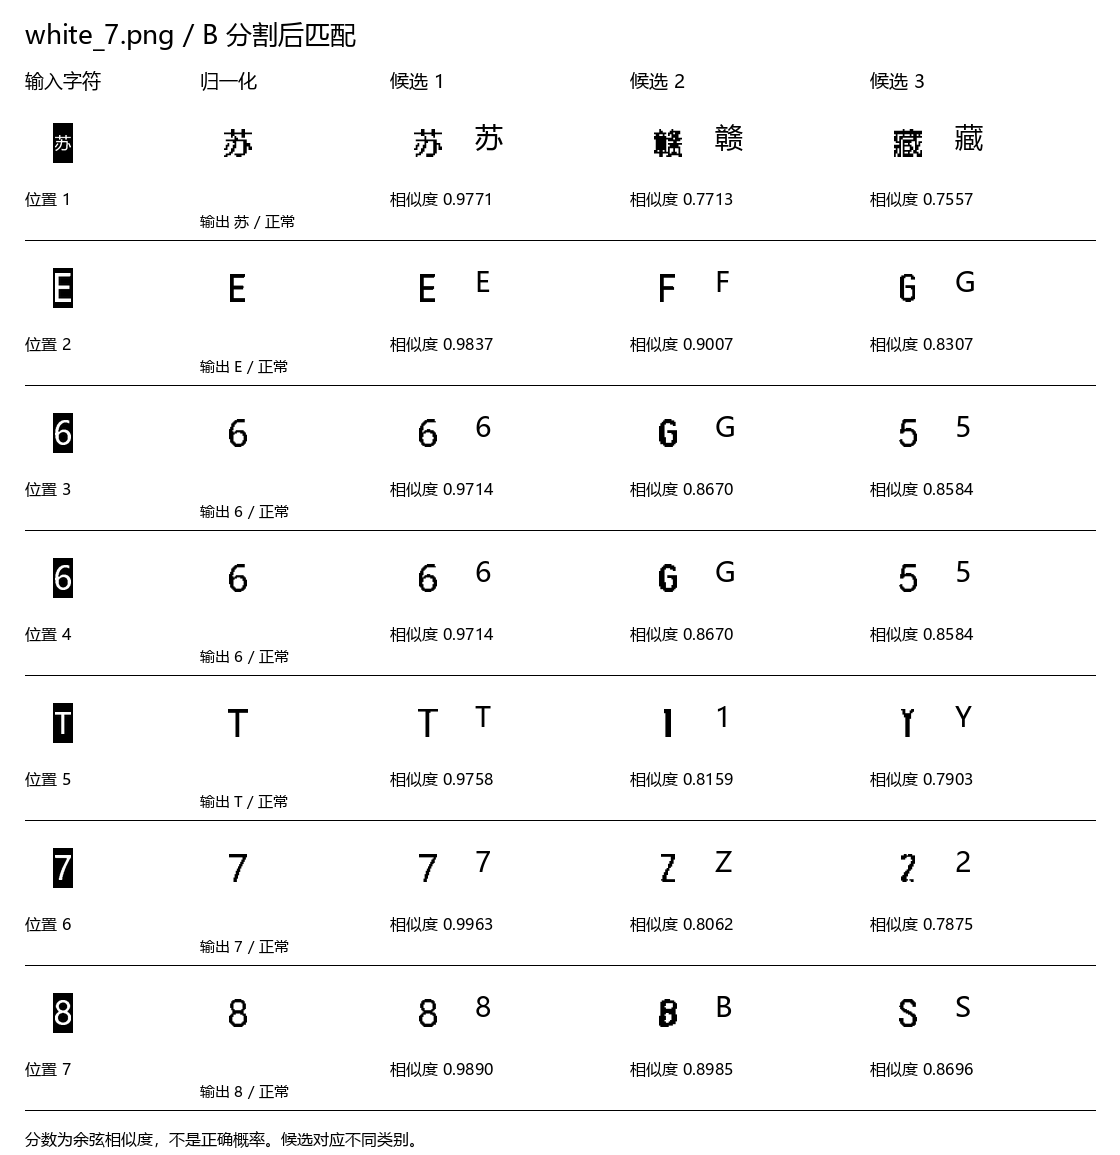 white_7.png / B 分割后匹配
输入字符 归一化 候选 1 候选 2 候选 3
苏 苏 苏 苏 赣 赣 藏 藏
位置 1 相似度 0.9771 相似度 0.7713 相似度 0.7557
输出 苏 / 正常
E E E E F F G G
位置 2 相似度 0.9837 相似度 0.9007 相似度 0.8307
输出 E / 正常
6 6 6 6 G G 5 5
位置 3 相似度 0.9714 相似度 0.8670 相似度 0.8584
输出 6 / 正常
6 6 6 6 G G 5 5
位置 4 相似度 0.9714 相似度 0.8670 相似度 0.8584
输出 6 / 正常
T T T T 1 1 Y Y
位置 5 相似度 0.9758 相似度 0.8159 相似度 0.7903
输出 T / 正常
7 7 7 7 Z Z 2 2
位置 6 相似度 0.9963 相似度 0.8062 相似度 0.7875
输出 7 / 正常
8 8 8 8 B B S S
位置 7 相似度 0.9890 相似度 0.8985 相似度 0.8696
输出 8 / 正常
分数为余弦相似度，不是正确概率。候选对应不同类别。